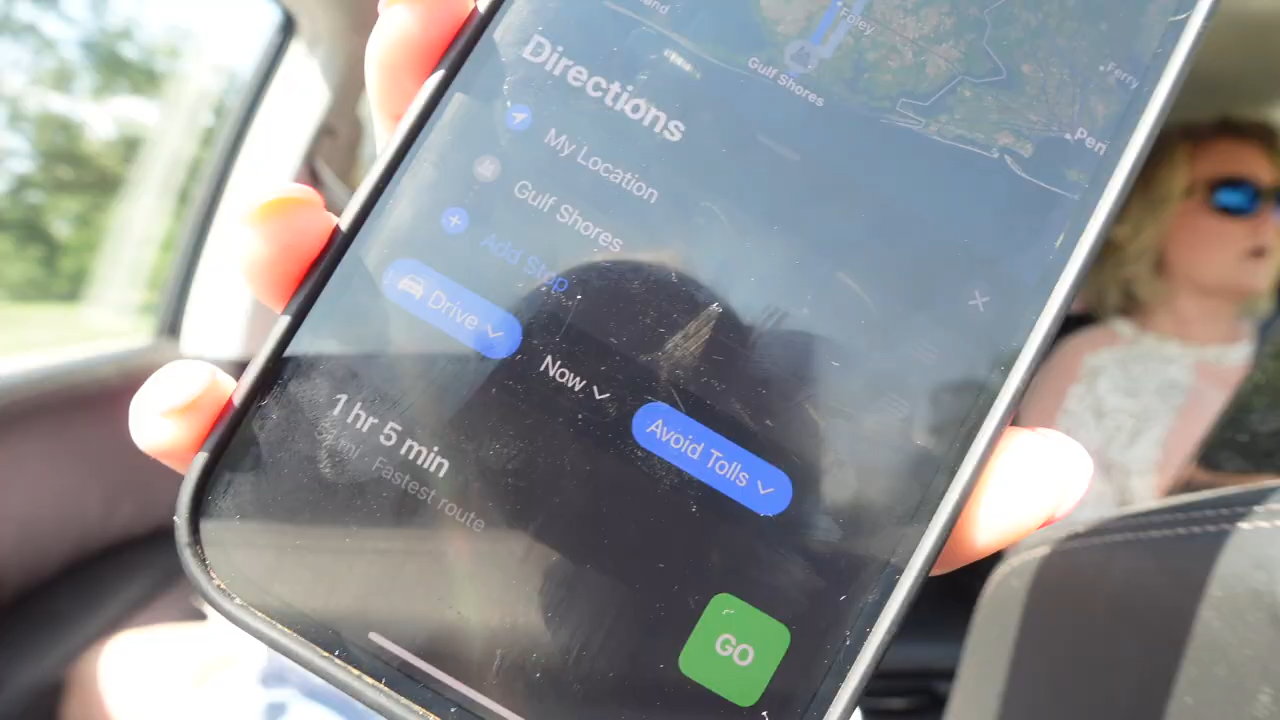 Foley
Gulf Shores
Ferry
Directions
My Location
Gulf Shores
Add Stop
Drive
Now
Avoid Tolls
1 hr 5 min
mi Fastest route
GO